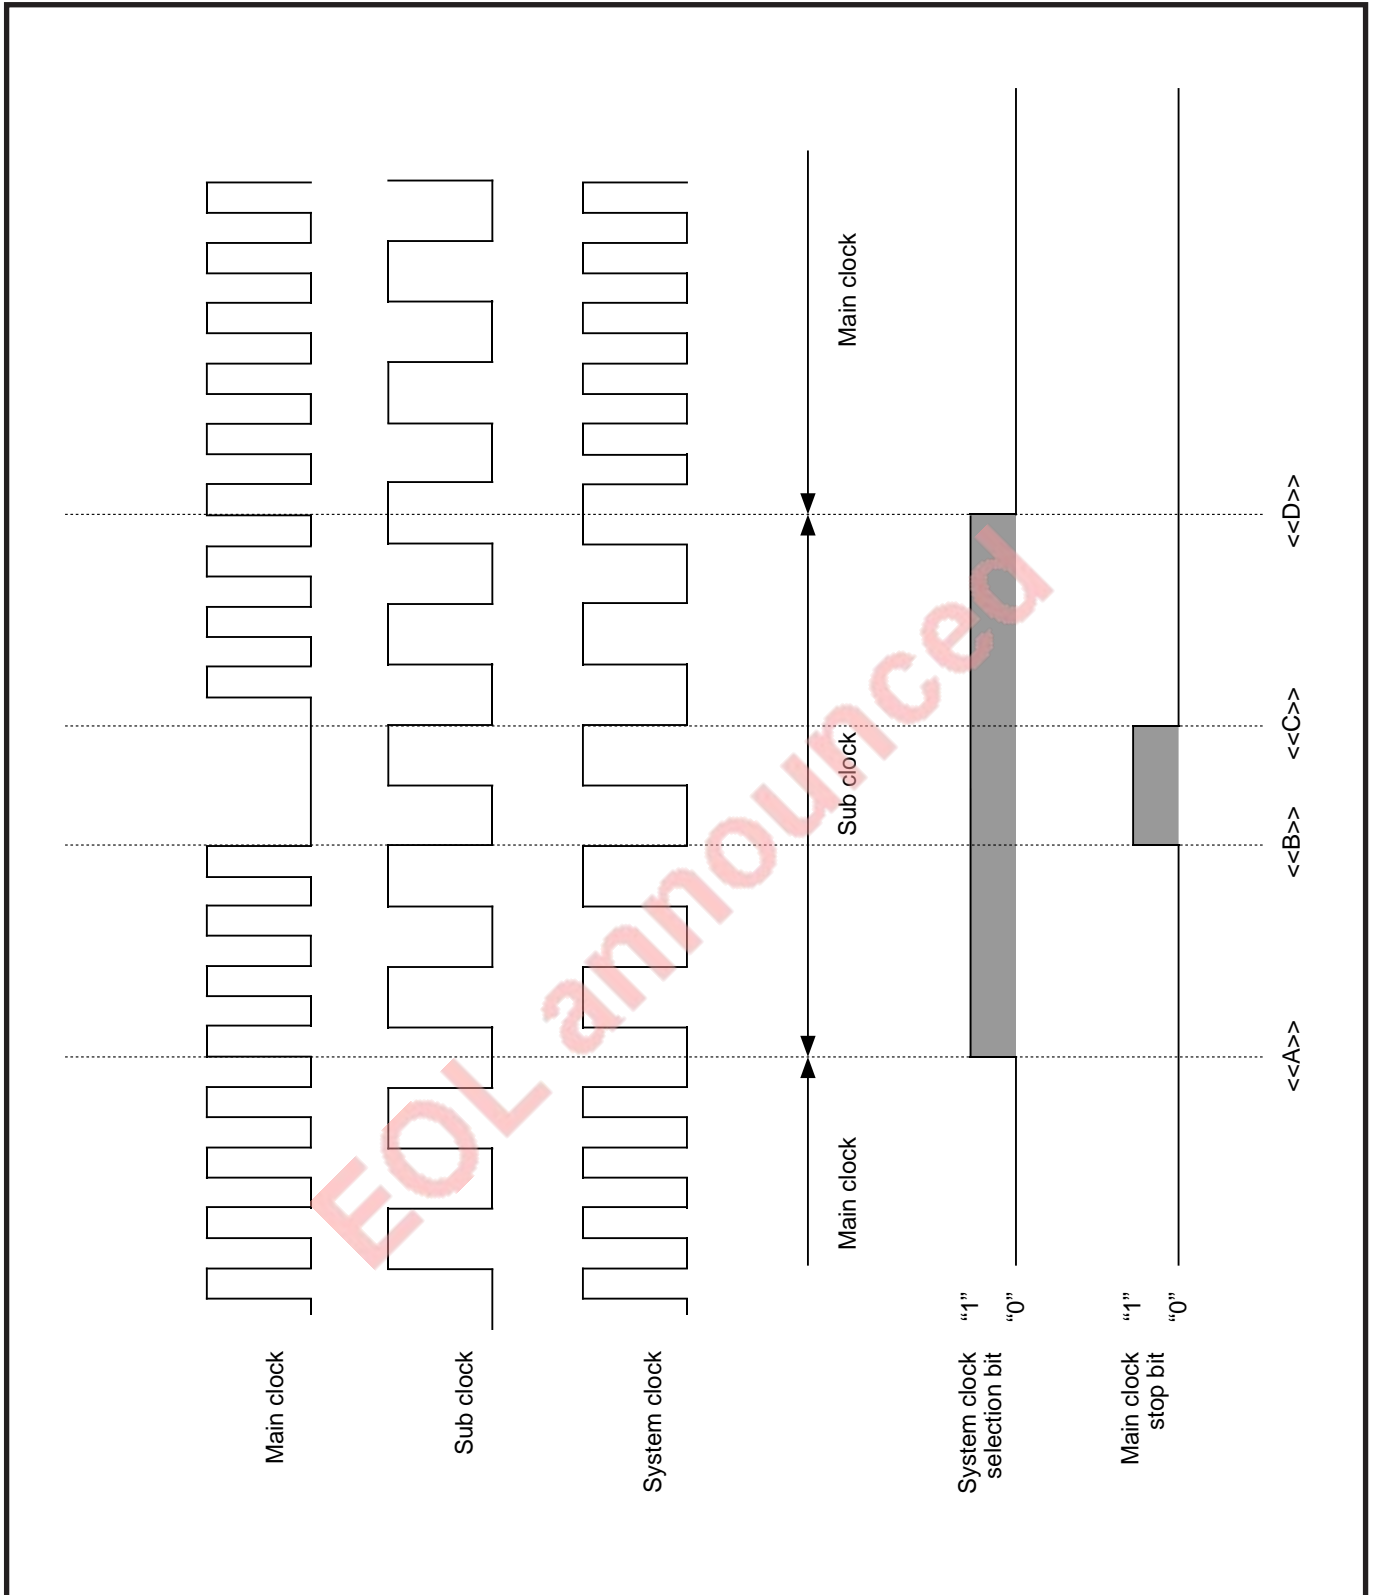 Main clock
Sub clock
System clock
Main clock
Sub clock
Main clock
System clock
selection bit
“1”
“0”
Main clock
stop bit
“1”
“0”
<<A>>
<<B>>
<<C>>
<<D>>
EOL announced